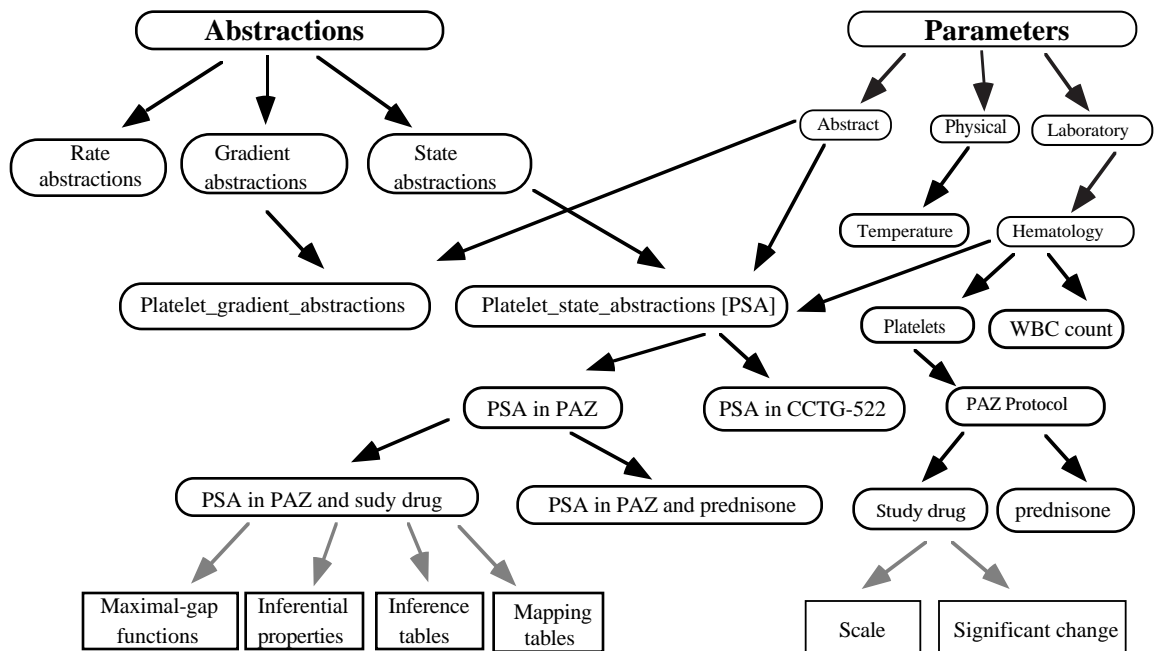 Abstractions
Parameters
Abstract
Physical
Laboratory
Rate
abstractions
Gradient
abstractions
State
abstractions
Temperature
Hematology
Platelet_gradient_abstractions
Platelet_state_abstractions [PSA]
Platelets
WBC count
PSA in PAZ
PSA in CCTG-522
PAZ Protocol
PSA in PAZ and sudy drug
PSA in PAZ and prednisone
Study drug
prednisone
Maximal-gap
functions
Inferential
properties
Inference
tables
Mapping
tables
Scale
Significant change